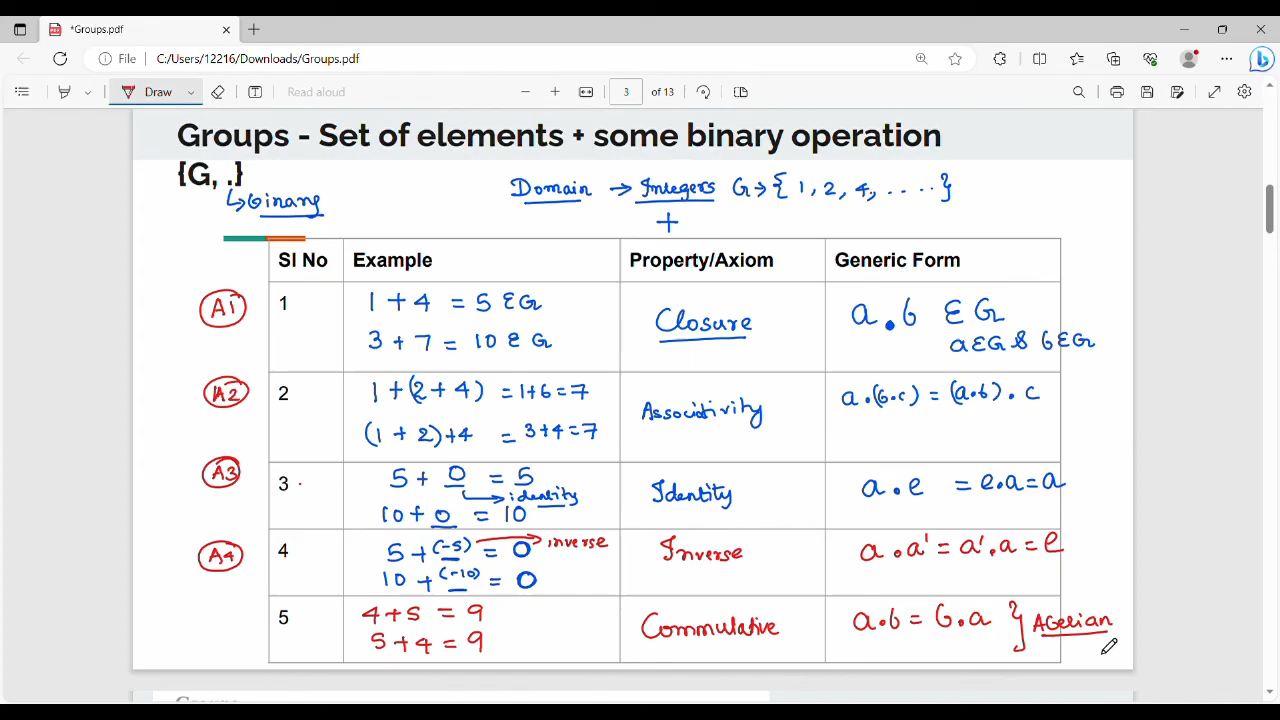 *Groups.pdf
File C:/Users/12216/Downloads/Groups.pdf
Draw Read aloud 3 of 13
Groups - Set of elements + some binary operation
{G, .}
↳ binary
Domain → Integers G → { 1, 2, 4, ..... }
+
Sl No Example Property/Axiom Generic Form
A1 1 1 + 4 = 5 ∈ G
3 + 7 = 10 ∈ G
Closure
a . b ∈ G
a ∈ G & b ∈ G
A2 2 1 + (2 + 4) = 1+6 = 7
(1 + 2) + 4 = 3+4 = 7
Associtivity
a . (b . c) = (a . b) . c
A3 3 5 + 0 = 5
→ identity
10 + 0 = 10
Identity
a . e = e . a = a
A4 4 5 + (-5) = 0 → inverse
10 + (-10) = 0
Inverse
a . a' = a' . a = e
5 4 + 5 = 9
5 + 4 = 9
Commulative
a . b = b . a } Abelian